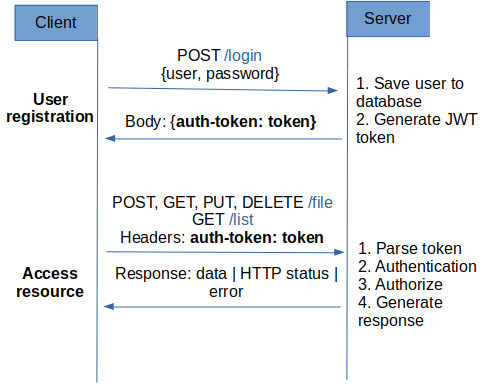 Client
Server
POST /login
{user, password}
User
registration
1. Save user to
database
2. Generate JWT
token
Body: {auth-token: token}
POST, GET, PUT, DELETE /file
GET /list
Headers: auth-token: token
Access
resource
Response: data | HTTP status |
error
1. Parse token
2. Authentication
3. Authorize
4. Generate
response